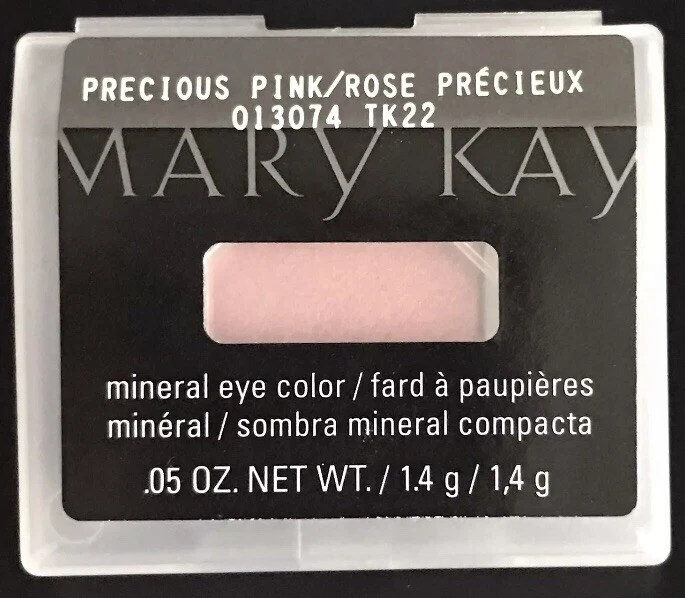 PRECIOUS PINK/ROSE PRÉCIEUX
013074 TK22
MARY KAY
mineral eye color / fard à paupières
minéral / sombra mineral compacta
.05 OZ. NET WT. / 1.4 g / 1,4 g